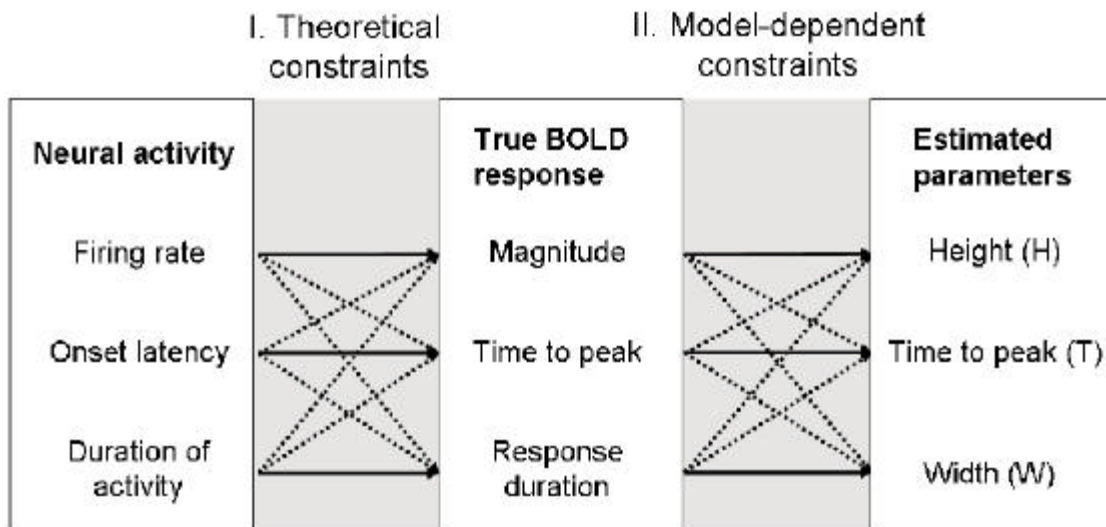 I. Theoretical
constraints
II. Model-dependent
constraints
Neural activity
Firing rate
Onset latency
Duration of
activity
True BOLD
response
Magnitude
Time to peak
Response
duration
Estimated
parameters
Height (H)
Time to peak (T)
Width (W)